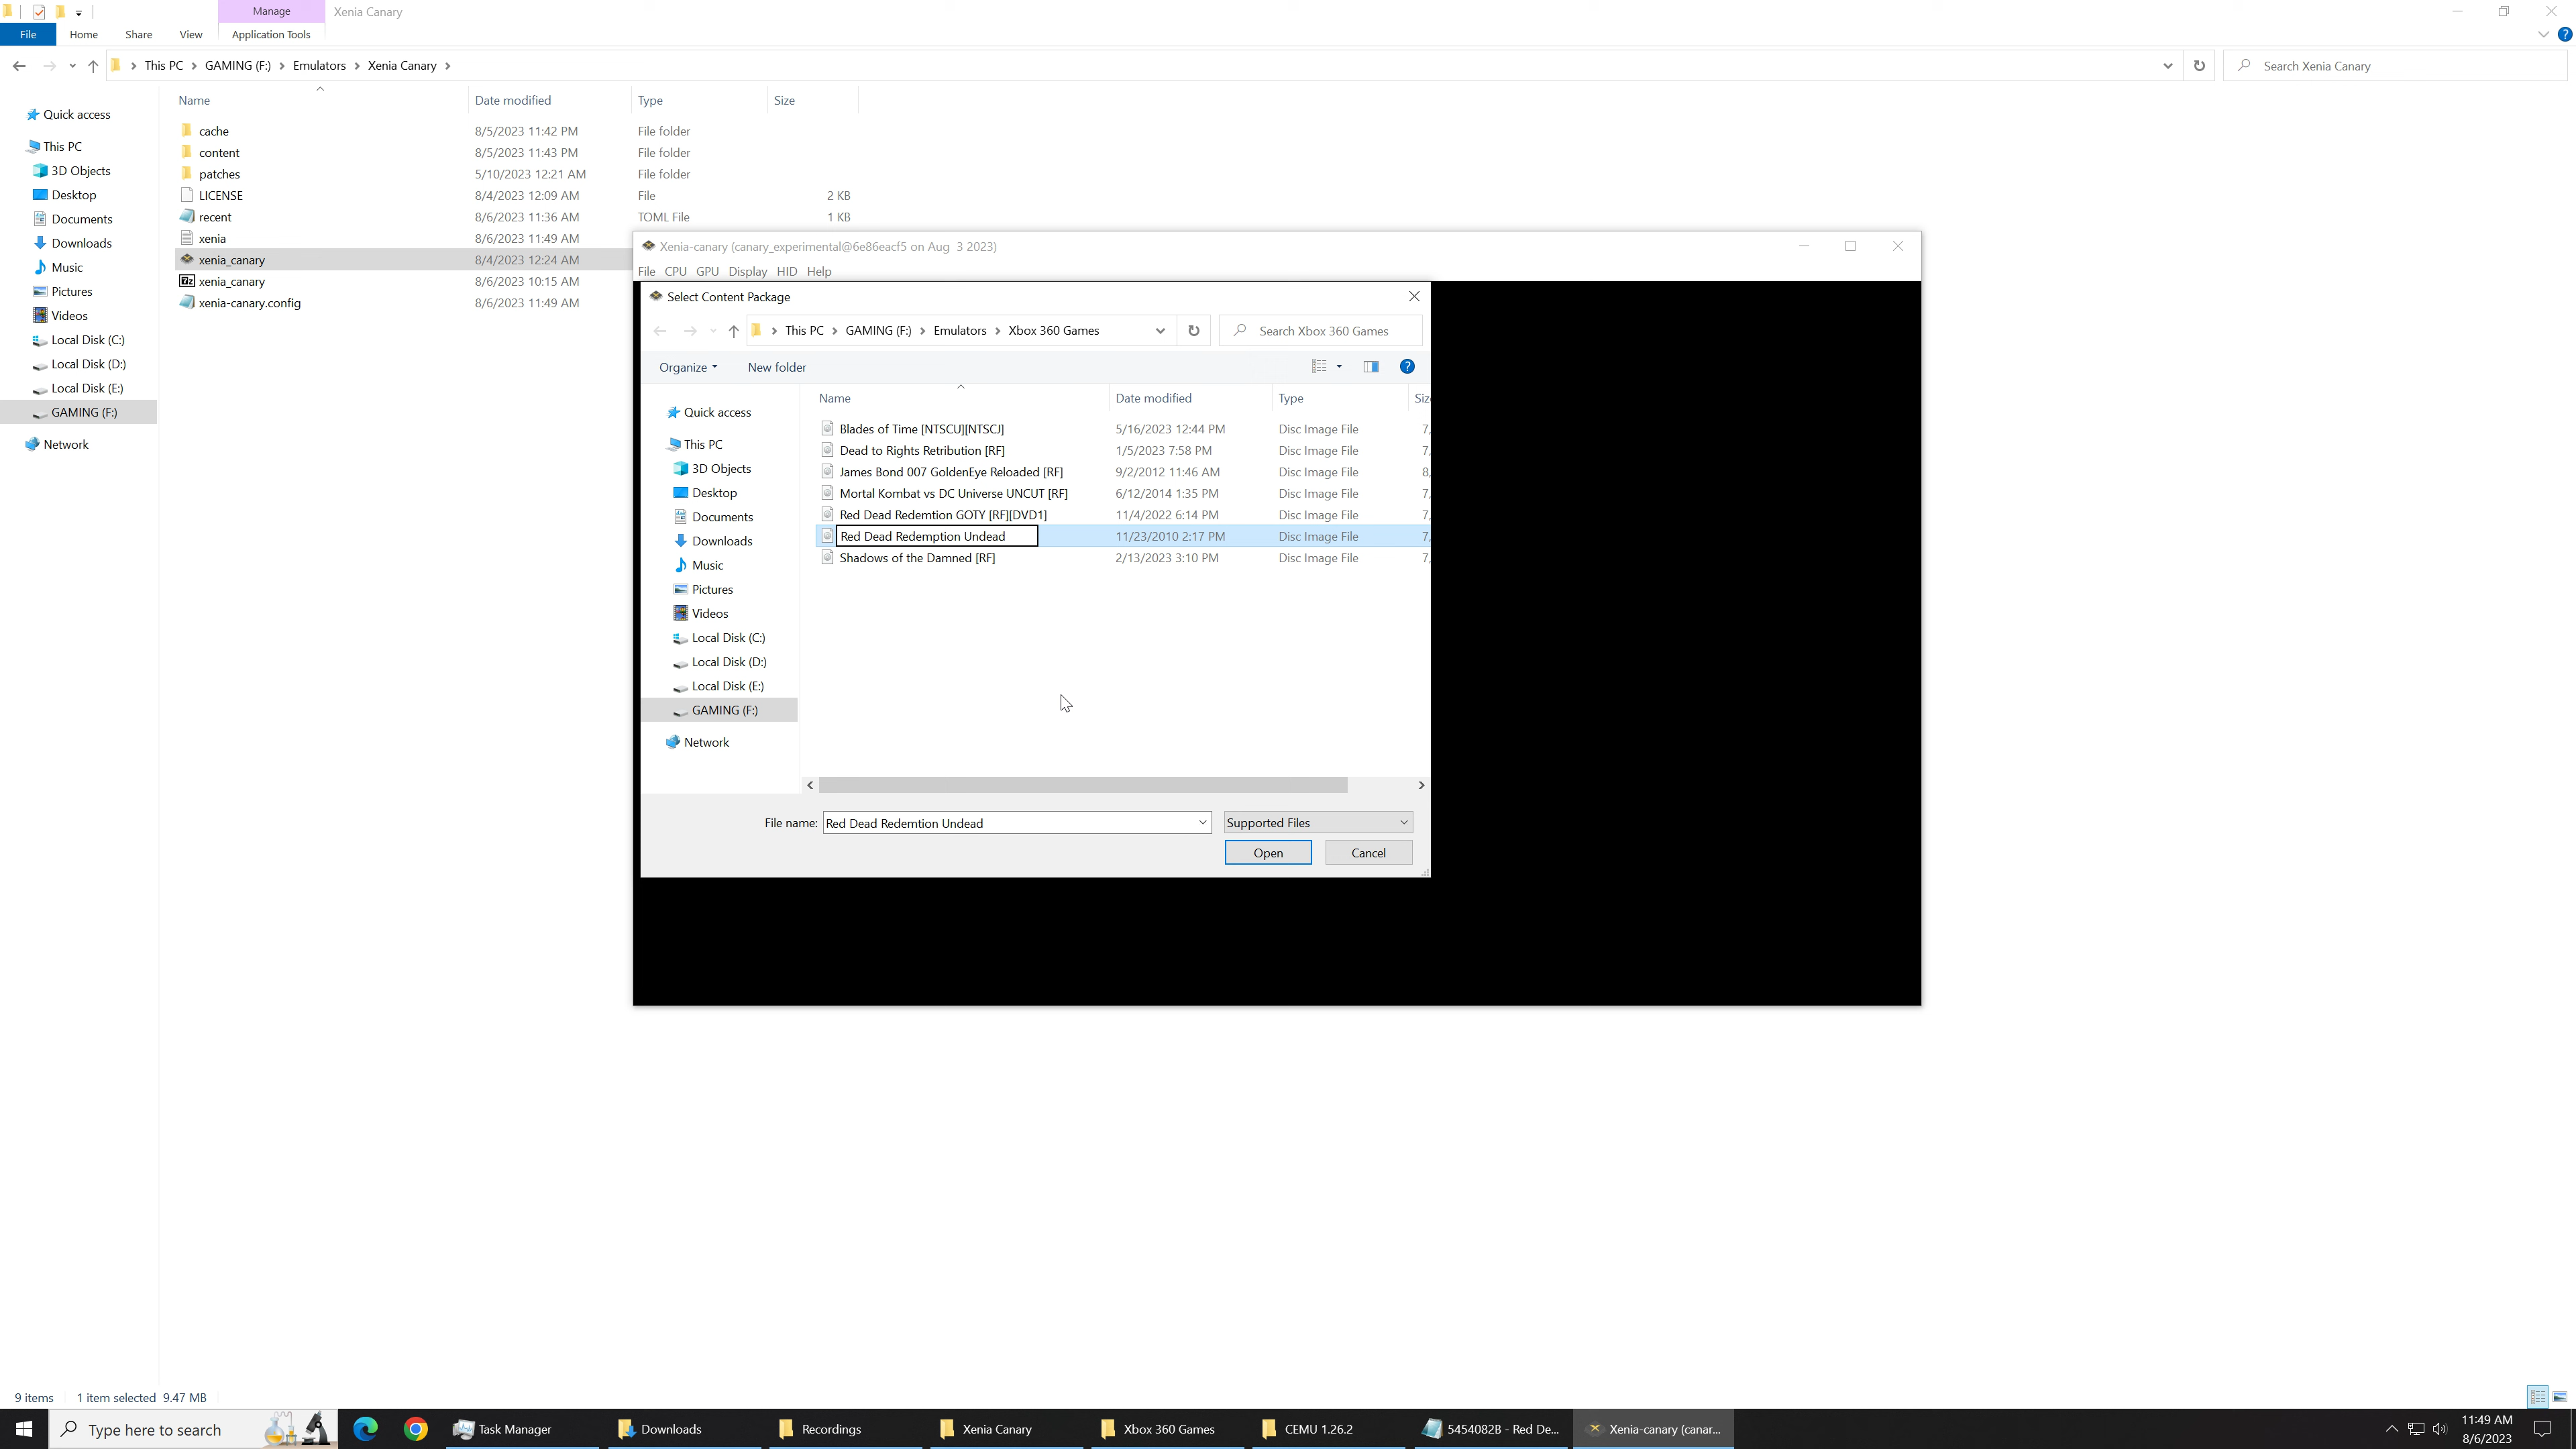 Manage
Xenia Canary
File
Home
Share
View
Application Tools
This PC
GAMING (F:)
Emulators
Xenia Canary
Search Xenia Canary
Name
Date modified
Type
Size
Quick access
This PC
3D Objects
Desktop
Documents
Downloads
Music
Pictures
Videos
Local Disk (C:)
Local Disk (D:)
Local Disk (E:)
GAMING (F:)
Network
cache 8/5/2023 11:42 PM File folder
content 8/5/2023 11:43 PM File folder
patches 5/10/2023 12:21 AM File folder
LICENSE 8/4/2023 12:09 AM File 2 KB
recent 8/6/2023 11:36 AM TOML File 1 KB
xenia 8/6/2023 11:49 AM
xenia_canary 8/4/2023 12:24 AM
7z xenia_canary 8/6/2023 10:15 AM
xenia-canary.config 8/6/2023 11:49 AM
Xenia-canary (canary_experimental@6e86eacf5 on Aug 3 2023)
File CPU GPU Display HID Help
Select Content Package
This PC
GAMING (F:)
Emulators
Xbox 360 Games
Search Xbox 360 Games
Organize
New folder
?
Name
Date modified
Type
Siz
Quick access
This PC
3D Objects
Desktop
Documents
Downloads
Music
Pictures
Videos
Local Disk (C:)
Local Disk (D:)
Local Disk (E:)
GAMING (F:)
Network
Blades of Time [NTSCU][NTSCJ] 5/16/2023 12:44 PM Disc Image File 7,
Dead to Rights Retribution [RF] 1/5/2023 7:58 PM Disc Image File 7,
James Bond 007 GoldenEye Reloaded [RF] 9/2/2012 11:46 AM Disc Image File 8,
Mortal Kombat vs DC Universe UNCUT [RF] 6/12/2014 1:35 PM Disc Image File 7,
Red Dead Redemtion GOTY [RF][DVD1] 11/4/2022 6:14 PM Disc Image File 7,
Red Dead Redemption Undead 11/23/2010 2:17 PM Disc Image File 7,
Shadows of the Damned [RF] 2/13/2023 3:10 PM Disc Image File 7,
File name:
Red Dead Redemtion Undead
Supported Files
Open
Cancel
9 items
1 item selected 9.47 MB
Type here to search
Task Manager
Downloads
Recordings
Xenia Canary
Xbox 360 Games
CEMU 1.26.2
5454082B - Red De...
Xenia-canary (canar...
11:49 AM
8/6/2023